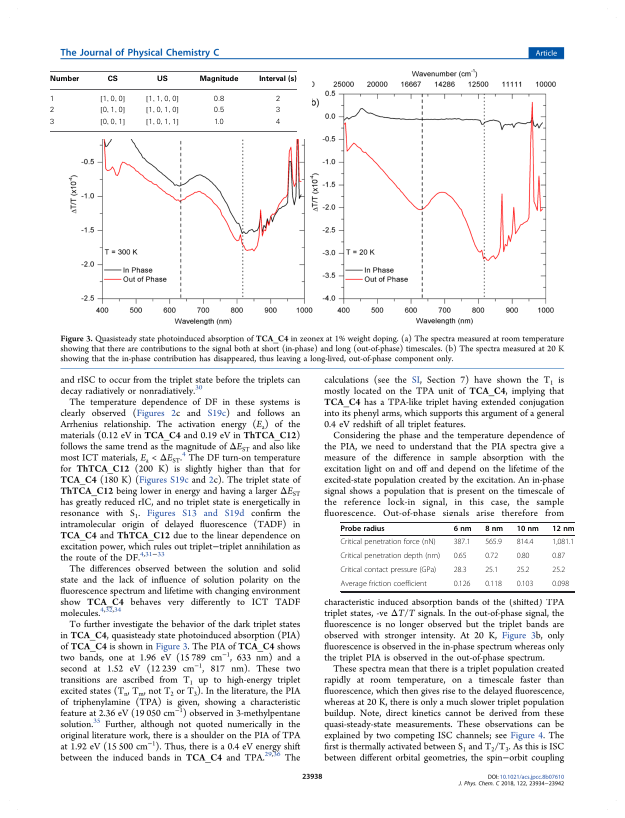 The Journal of Physical Chemistry C
Article
Number CS US Magnitude Interval (s)
1 [1, 0, 0] [1, 1, 0, 0] 0.8 2
2 [0, 1, 0] [1, 0, 1, 0] 0.5 3
3 [0, 0, 1] [1, 0, 1, 1] 1.0 4
-0.5
-1.0
-1.5
-2.0
-2.5
ΔT/T (x10⁻⁴)
T = 300 K
In Phase
Out of Phase
400 500 600 700 800 900 1000
Wavelength (nm)
Wavenumber (cm⁻¹)
25000 20000 16667 14286 12500 11111 10000
b)
0.5
0.0
-0.5
-1.0
-1.5
-2.0
-2.5
-3.0
-3.5
-4.0
ΔT/T (x10⁻⁴)
T = 20 K
In Phase
Out of Phase
400 500 600 700 800 900 1000
Wavelength (nm)
Figure 3. Quasisteady state photoinduced absorption of TCA_C4 in zeonex at 1% weight doping. (a) The spectra measured at room temperature
showing that there are contributions to the signal both at short (in-phase) and long (out-of-phase) timescales. (b) The spectra measured at 20 K
showing that the in-phase contribution has disappeared, thus leaving a long-lived, out-of-phase component only.
and rISC to occur from the triplet state before the triplets can
decay radiatively or nonradiatively.³⁰
The temperature dependence of DF in these systems is
clearly observed (Figures 2c and S19c) and follows an
Arrhenius relationship. The activation energy (Eₐ) of the
materials (0.12 eV in TCA_C4 and 0.19 eV in ThTCA_C12)
follows the same trend as the magnitude of ΔE_ST and also like
most ICT materials, Eₐ < ΔE_ST.⁴ The DF turn-on temperature
for ThTCA_C12 (200 K) is slightly higher than that for
TCA_C4 (180 K) (Figures S19c and 2c). The triplet state of
ThTCA_C12 being lower in energy and having a larger ΔE_ST
has greatly reduced rIC, and no triplet state is energetically in
resonance with S₁. Figures S13 and S19d confirm the
intramolecular origin of delayed fluorescence (TADF) in
TCA_C4 and ThTCA_C12 due to the linear dependence on
excitation power, which rules out triplet−triplet annihilation as
the route of the DF.⁴,³¹⁻³³
The differences observed between the solution and solid
state and the lack of influence of solution polarity on the
fluorescence spectrum and lifetime with changing environment
show TCA_C4 behaves very differently to ICT TADF
molecules.⁴,³²,³⁴
To further investigate the behavior of the dark triplet states
in TCA_C4, quasisteady state photoinduced absorption (PIA)
of TCA_C4 is shown in Figure 3. The PIA of TCA_C4 shows
two bands, one at 1.96 eV (15 789 cm⁻¹, 633 nm) and a
second at 1.52 eV (12 239 cm⁻¹, 817 nm). These two
transitions are ascribed from T₁ up to high-energy triplet
excited states (Tₙ, Tₘ, not T₂ or T₃). In the literature, the PIA
of triphenylamine (TPA) is given, showing a characteristic
feature at 2.36 eV (19 050 cm⁻¹) observed in 3-methylpentane
solution.³⁵ Further, although not quoted numerically in the
original literature work, there is a shoulder on the PIA of TPA
at 1.92 eV (15 500 cm⁻¹). Thus, there is a 0.4 eV energy shift
between the induced bands in TCA_C4 and TPA.²⁹,³⁶ The
calculations (see the SI, Section 7) have shown the T₁ is
mostly located on the TPA unit of TCA_C4, implying that
TCA_C4 has a TPA-like triplet having extended conjugation
into its phenyl arms, which supports this argument of a general
0.4 eV redshift of all triplet features.
Considering the phase and the temperature dependence of
the PIA, we need to understand that the PIA spectra give a
measure of the difference in sample absorption with the
excitation light on and off and depend on the lifetime of the
excited-state population created by the excitation. An in-phase
signal shows a population that is present on the timescale of
the reference lock-in signal, in this case, the sample
fluorescence. Out-of-phase signals arise therefore from
Probe radius 6 nm 8 nm 10 nm 12 nm
Critical penetration force (nN) 387.1 565.9 814.4 1,081.1
Critical penetration depth (nm) 0.65 0.72 0.80 0.87
Critical contact pressure (GPa) 28.3 25.1 25.2 25.2
Average friction coefficient 0.126 0.118 0.103 0.098
characteristic induced absorption bands of the (shifted) TPA
triplet states, -ve ΔT/T signals. In the out-of-phase signal, the
fluorescence is no longer observed but the triplet bands are
observed with stronger intensity. At 20 K, Figure 3b, only
fluorescence is observed in the in-phase spectrum whereas only
the triplet PIA is observed in the out-of-phase spectrum.
These spectra mean that there is a triplet population created
rapidly at room temperature, on a timescale faster than
fluorescence, which then gives rise to the delayed fluorescence,
whereas at 20 K, there is only a much slower triplet population
buildup. Note, direct kinetics cannot be derived from these
quasi-steady-state measurements. These observations can be
explained by two competing ISC channels; see Figure 4. The
first is thermally activated between S₁ and T₂/T₃. As this is ISC
between different orbital geometries, the spin−orbit coupling
23938
DOI: 10.1021/acs.jpcc.8b07610
J. Phys. Chem. C 2018, 122, 23934−23942